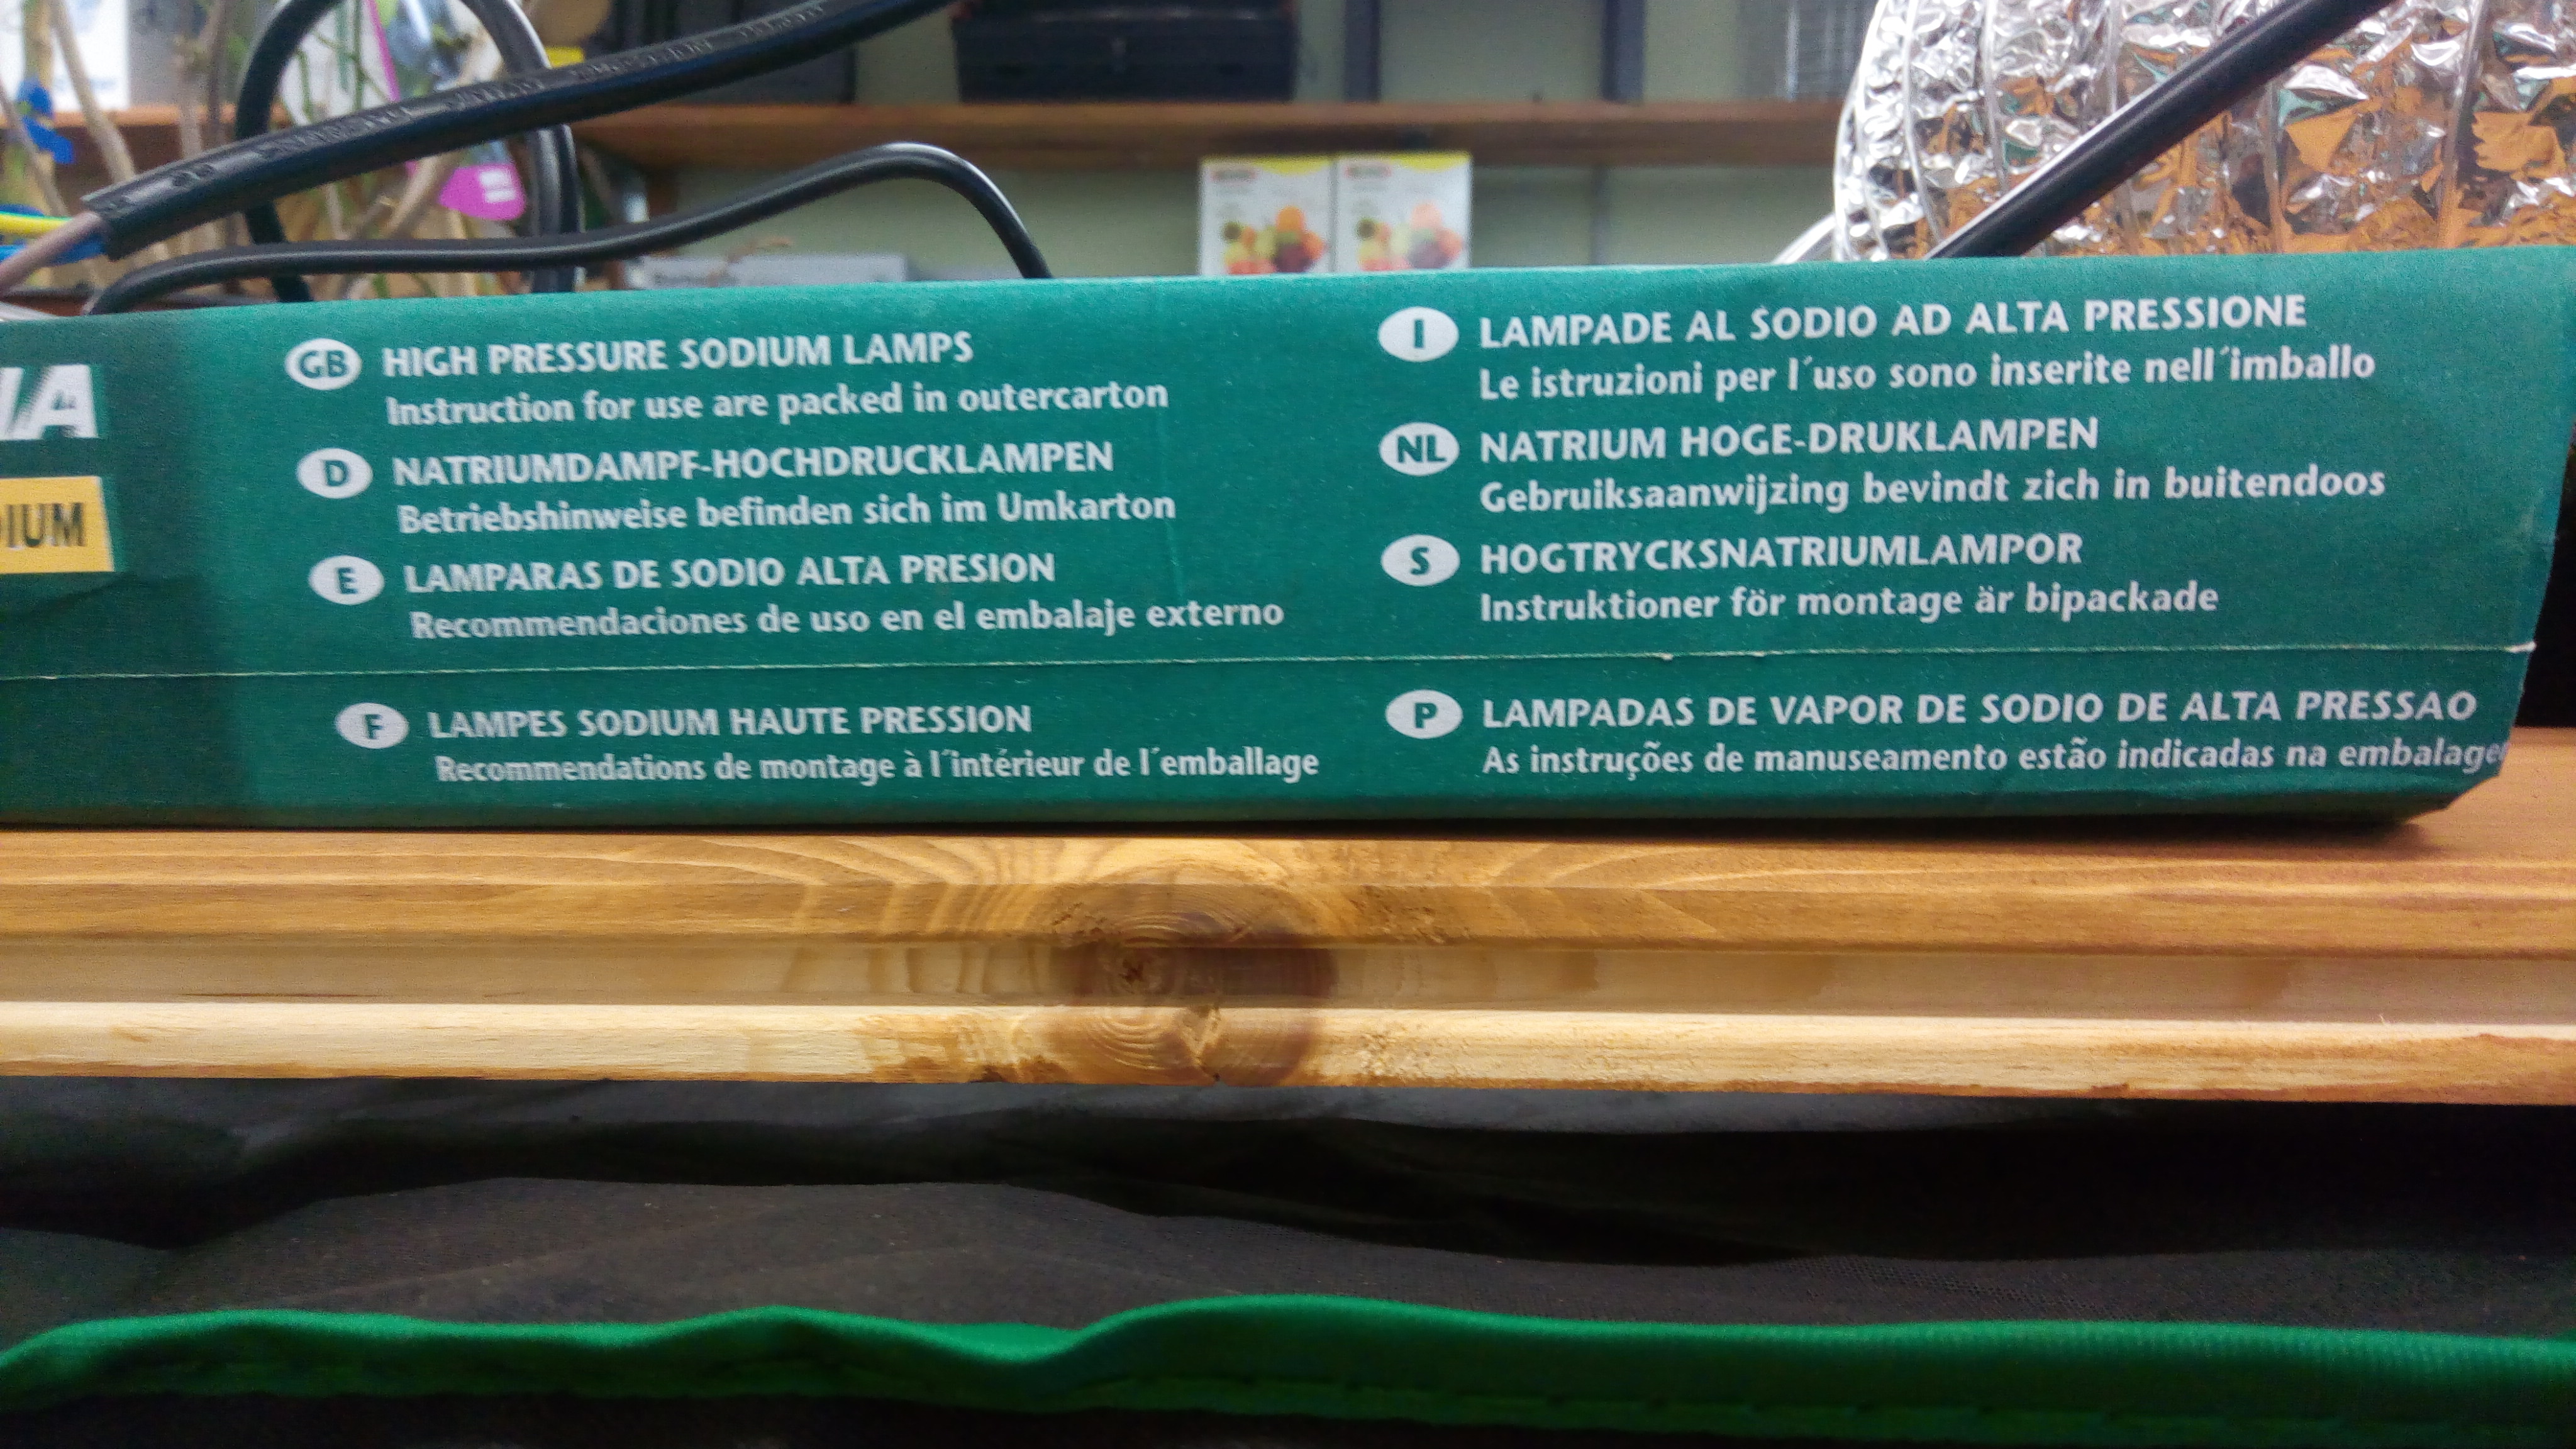 IA
DIUM
GB HIGH PRESSURE SODIUM LAMPS
Instruction for use are packed in outercarton
D NATRIUMDAMPF-HOCHDRUCKLAMPEN
Betriebshinweise befinden sich im Umkarton
E LAMPARAS DE SODIO ALTA PRESION
Recommendaciones de uso en el embalaje externo
F LAMPES SODIUM HAUTE PRESSION
Recommendations de montage à l´intérieur de l´emballage
I LAMPADE AL SODIO AD ALTA PRESSIONE
Le istruzioni per l´uso sono inserite nell´imballo
NL NATRIUM HOGE-DRUKLAMPEN
Gebruiksaanwijzing bevindt zich in buitendoos
S HOGTRYCKSNATRIUMLAMPOR
Instruktioner för montage är bipackade
P LAMPADAS DE VAPOR DE SODIO DE ALTA PRESSAO
As instruções de manuseamento estão indicadas na embalage